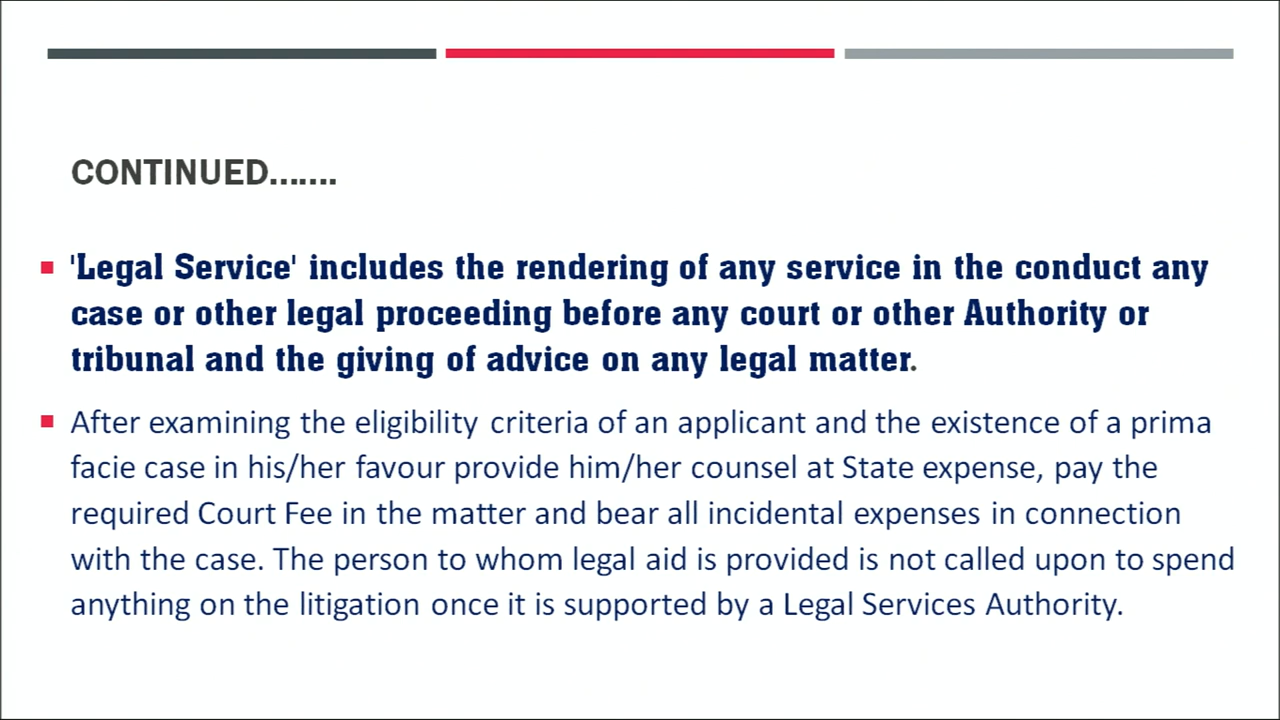 CONTINUED.......
'Legal Service' includes the rendering of any service in the conduct any
case or other legal proceeding before any court or other Authority or
tribunal and the giving of advice on any legal matter.
After examining the eligibility criteria of an applicant and the existence of a prima
facie case in his/her favour provide him/her counsel at State expense, pay the
required Court Fee in the matter and bear all incidental expenses in connection
with the case. The person to whom legal aid is provided is not called upon to spend
anything on the litigation once it is supported by a Legal Services Authority.